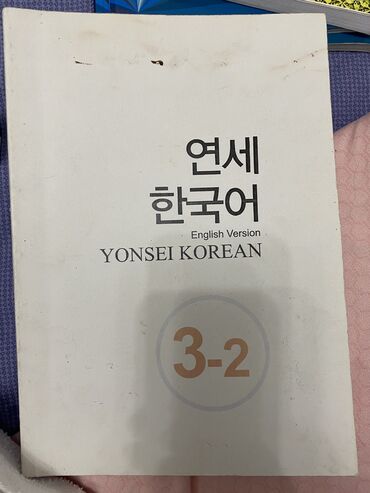 연세
한국어
English Version
YONSEI KOREAN
3-2